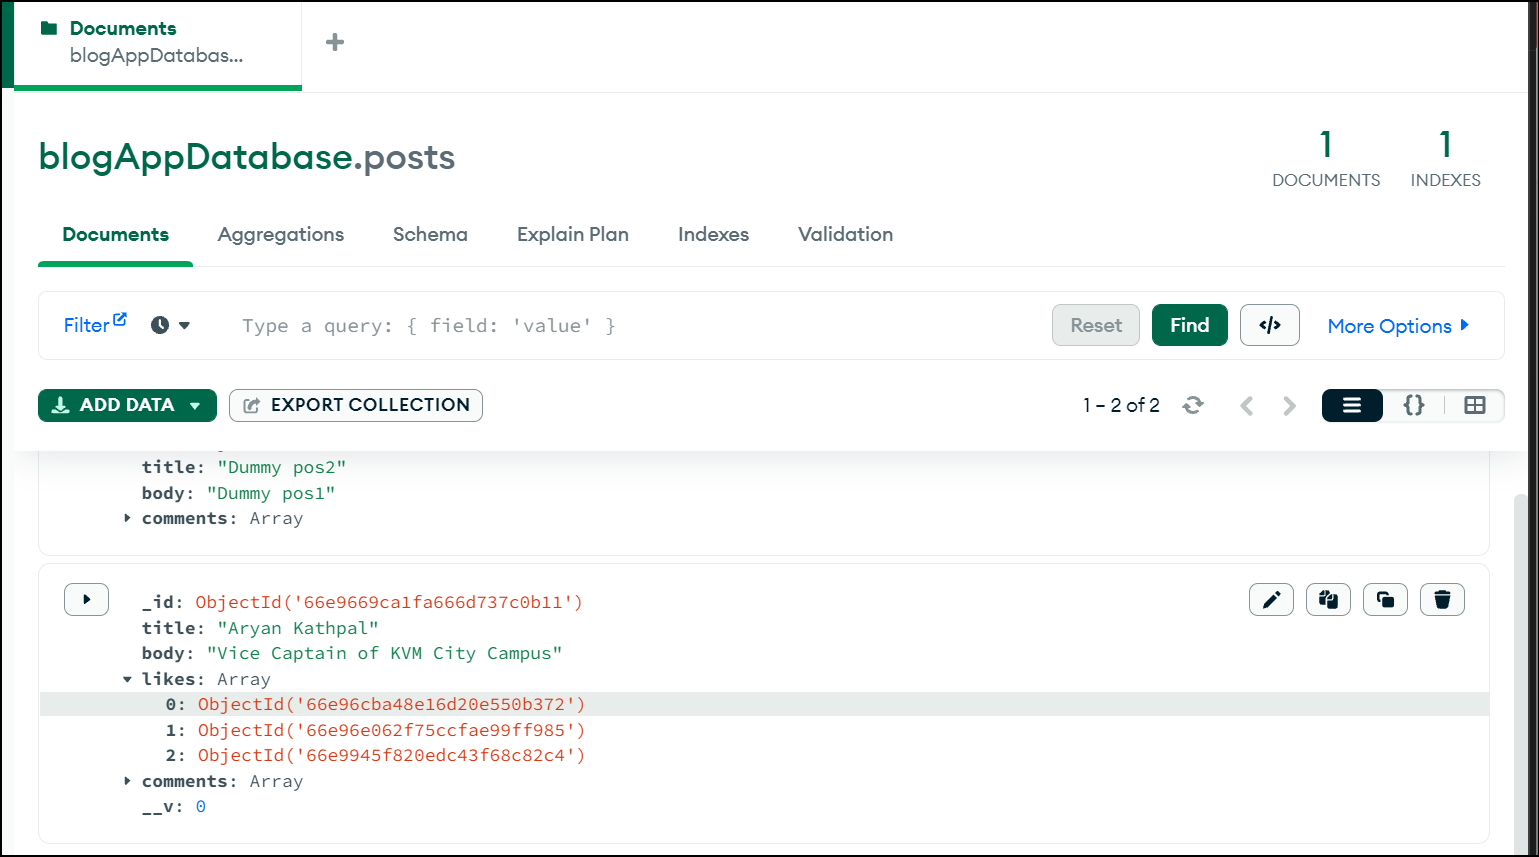 Documents
blogAppDatabas...
blogAppDatabase.posts
1
DOCUMENTS
1
INDEXES
Documents Aggregations Schema Explain Plan Indexes Validation
Filter Type a query: { field: 'value' } Reset Find </> More Options
ADD DATA EXPORT COLLECTION 1 – 2 of 2 {}
title: "Dummy pos2"
body: "Dummy pos1"
comments: Array
_id: ObjectId('66e9669ca1fa666d737c0b11')
title: "Aryan Kathpal"
body: "Vice Captain of KVM City Campus"
likes: Array
0: ObjectId('66e96cba48e16d20e550b372')
1: ObjectId('66e96e062f75ccfae99ff985')
2: ObjectId('66e9945f820edc43f68c82c4')
comments: Array
__v: 0